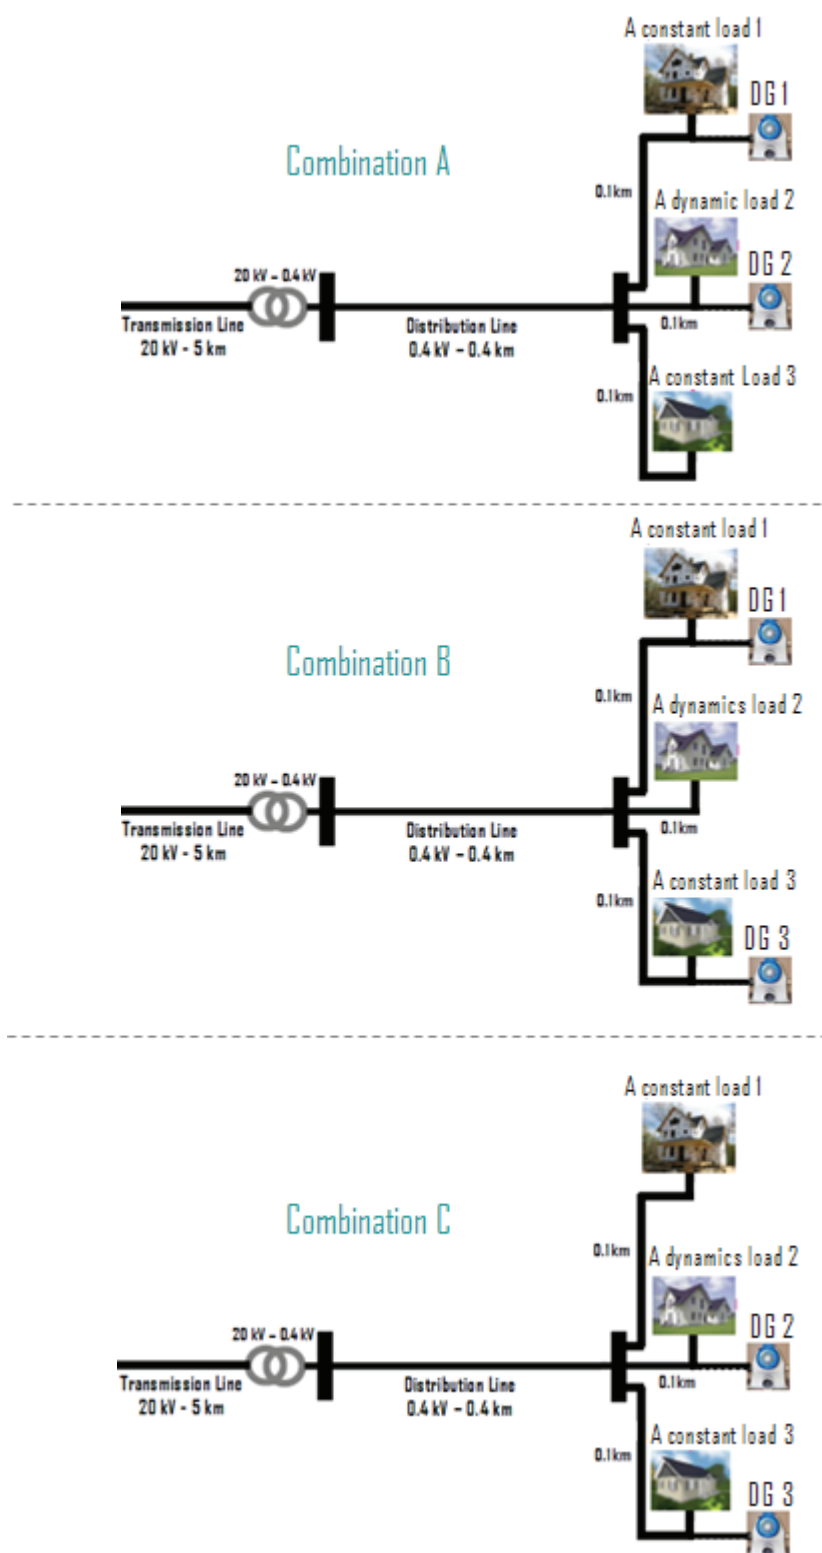 A constant load 1
DG 1
Combination A
0.1km
A dynamic load 2
DG 2
20 kV – 0.4 kV
Transmission Line
20 kV - 5 km
Distribution Line
0.4 kV – 0.4 km
0.1km
0.1km
A constant Load 3
A constant load 1
DG 1
Combination B
0.1km
A dynamics load 2
20 kV – 0.4 kV
Transmission Line
20 kV - 5 km
Distribution Line
0.4 kV – 0.4 km
0.1km
0.1km
A constant load 3
DG 3
A constant load 1
Combination C
0.1km
A dynamics load 2
DG 2
20 kV – 0.4 kV
Transmission Line
20 kV - 5 km
Distribution Line
0.4 kV – 0.4 km
0.1km
0.1km
A constant load 3
DG 3